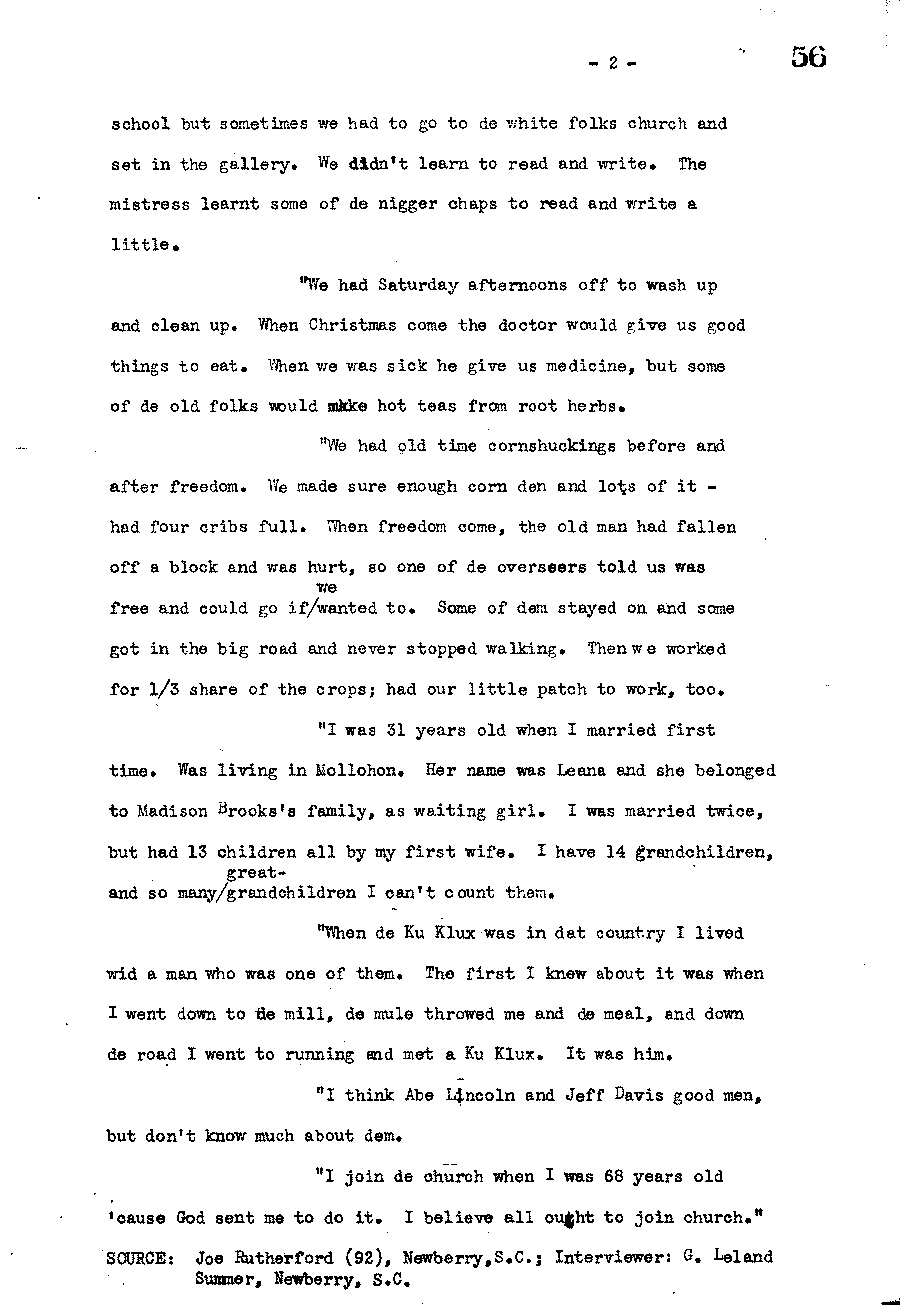 - 2 - 56
school but sometimes we had to go to de white folks church and
set in the gallery. We didn't learn to read and write. The
mistress learnt some of de nigger chaps to read and write a
little.
"We had Saturday afternoons off to wash up
and clean up. When Christmas come the doctor would give us good
things to eat. When we was sick he give us medicine, but some
of de old folks would make hot teas from root herbs.
"We had old time cornshuckings before and
after freedom. We made sure enough corn den and lots of it -
had four cribs full. When freedom come, the old man had fallen
off a block and was hurt, so one of de overseers told us was
we
free and could go if/wanted to. Some of dem stayed on and some
got in the big road and never stopped walking. Then we worked
for 1/3 share of the crops; had our little patch to work, too.
"I was 31 years old when I married first
time. Was living in Mollohon. Her name was Leana and she belonged
to Madison Brooks's family, as waiting girl. I was married twice,
but had 13 children all by my first wife. I have 14 grandchildren,
great-
and so many/grandchildren I can't count them.
"When de Ku Klux was in dat country I lived
wid a man who was one of them. The first I knew about it was when
I went down to de mill, de mule throwed me and de meal, and down
de road I went to running and met a Ku Klux. It was him.
"I think Abe Lincoln and Jeff Davis good men,
but don't know much about dem.
"I join de church when I was 68 years old
'cause God sent me to do it. I believe all ought to join church."
SOURCE: Joe Rutherford (92), Newberry,S.C.; Interviewer: G. Leland
Summer, Newberry, S.C.